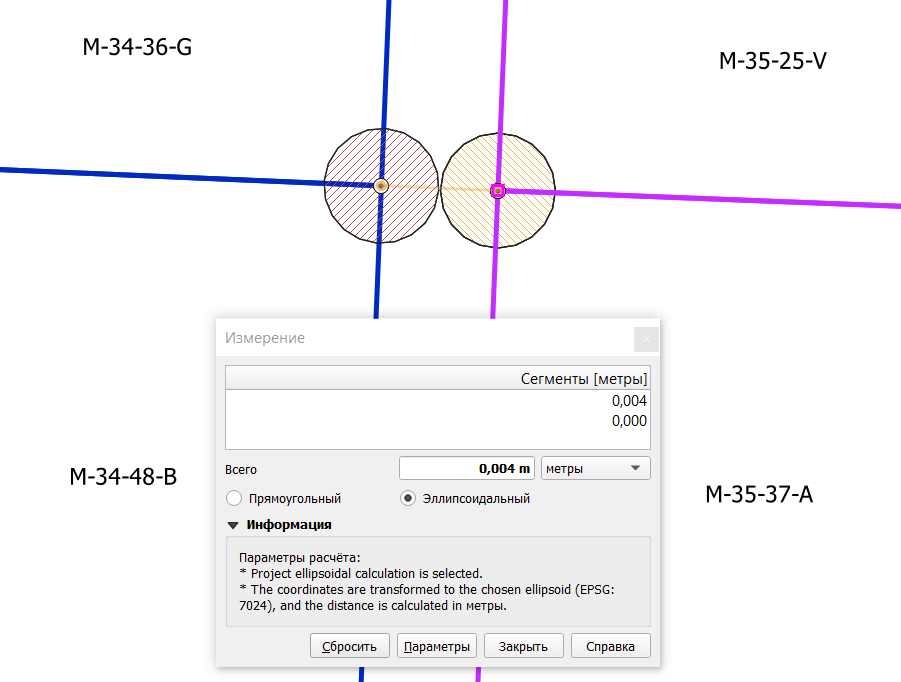 M-34-36-G
M-35-25-V
Измерение
Сегменты [метры]
0,004
0,000
Всего
0,004 m
метры
Прямоугольный
Эллипсоидальный
Информация
Параметры расчёта:
* Project ellipsoidal calculation is selected.
* The coordinates are transformed to the chosen ellipsoid (EPSG:
7024), and the distance is calculated in метры.
Сбросить
Параметры
Закрыть
Справка
M-34-48-B
M-35-37-A